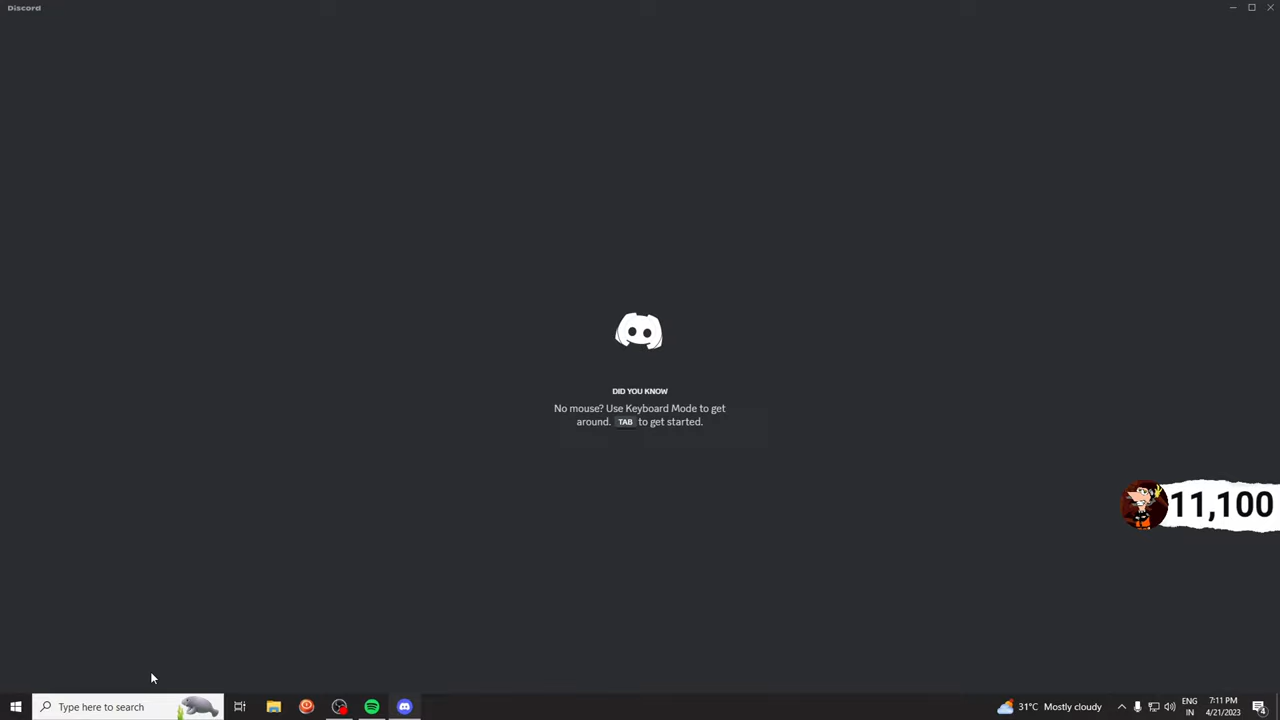 Discord
DID YOU KNOW
No mouse? Use Keyboard Mode to get
around. TAB to get started.
11,100
Type here to search
31°C Mostly cloudy
ENG
IN
7:11 PM
4/21/2023